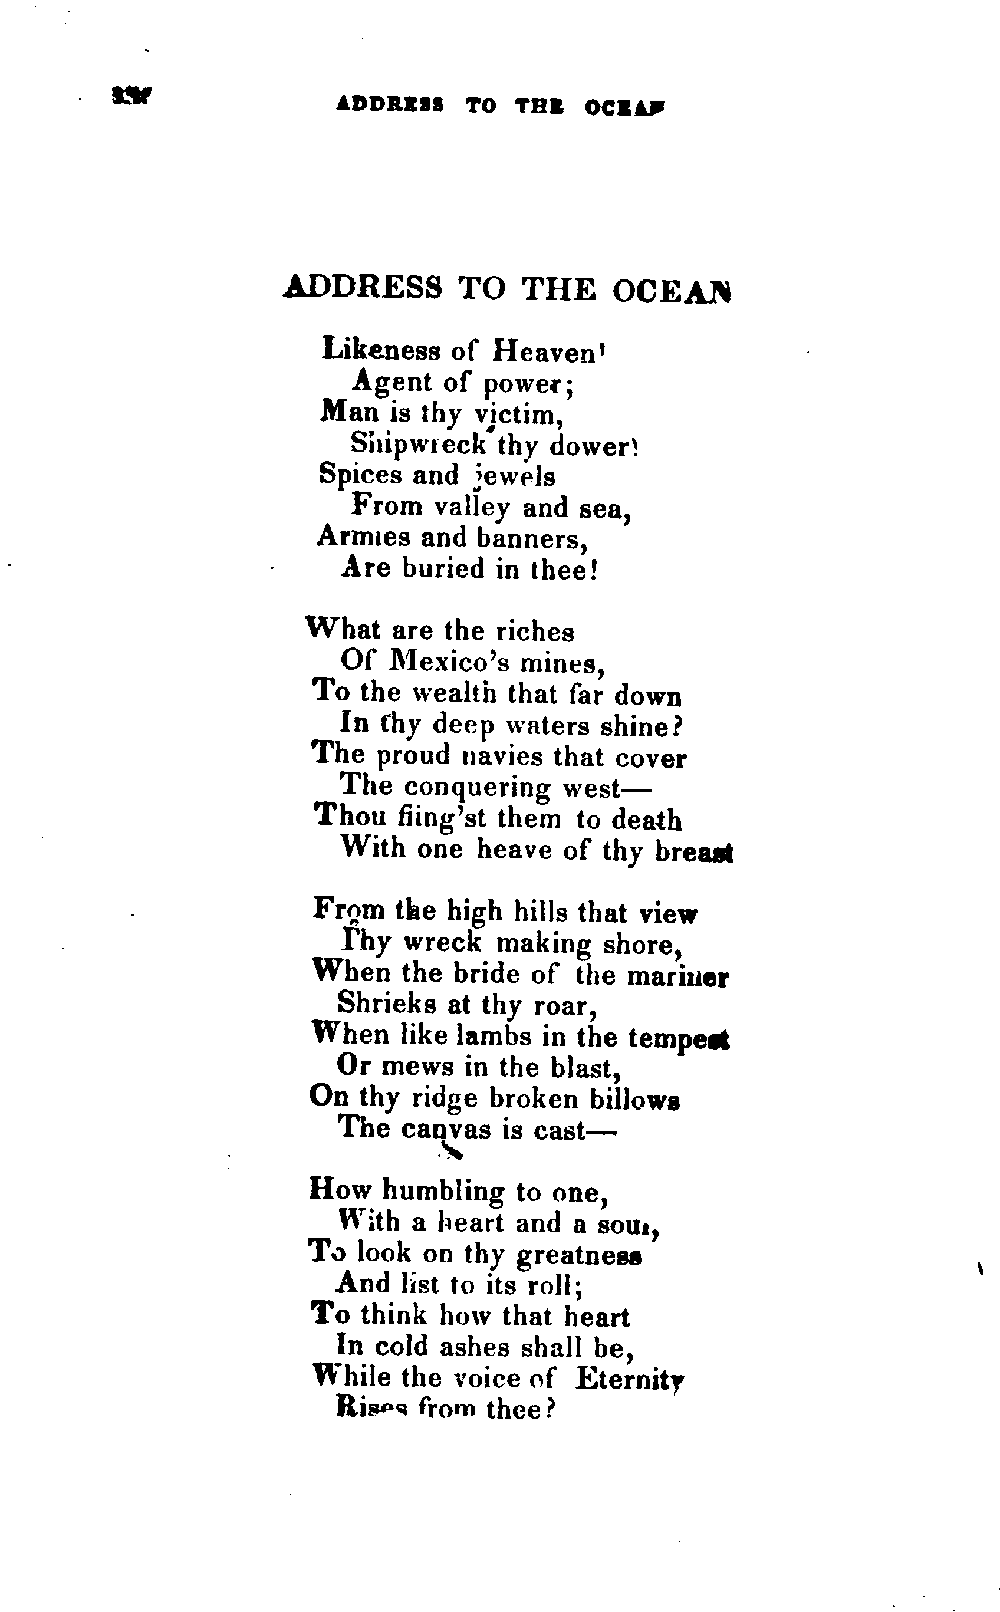 ADDRESS TO THE OCEAN
ADDRESS TO THE OCEAN
Likeness of Heaven!
Agent of power;
Man is thy victim,
Shipwreck thy dower!
Spices and jewels
From valley and sea,
Armies and banners,
Are buried in thee!
What are the riches
Of Mexico's mines,
To the wealth that far down
In thy deep waters shine?
The proud navies that cover
The conquering west—
Thou fling'st them to death
With one heave of thy breast
From the high hills that view
Thy wreck making shore,
When the bride of the mariner
Shrieks at thy roar,
When like lambs in the tempest
Or mews in the blast,
On thy ridge broken billows
The canvas is cast—
How humbling to one,
With a heart and a soul,
To look on thy greatness
And list to its roll;
To think how that heart
In cold ashes shall be,
While the voice of Eternity
Rises from thee?